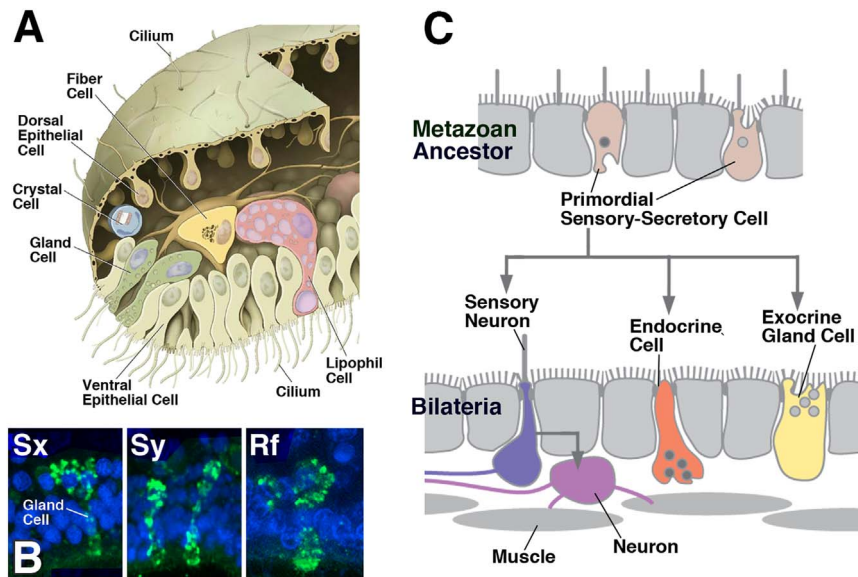 A
Cilium
Fiber
Cell
Dorsal
Epithelial
Cell
Crystal
Cell
Gland
Cell
Ventral
Epithelial Cell
Cilium
Lipophil
Cell
Sx
Sy
Rf
Gland
Cell
B
C
Metazoan
Ancestor
Primordial
Sensory-Secretory Cell
Sensory
Neuron
Endocrine
Cell
Exocrine
Gland Cell
Bilateria
Muscle
Neuron